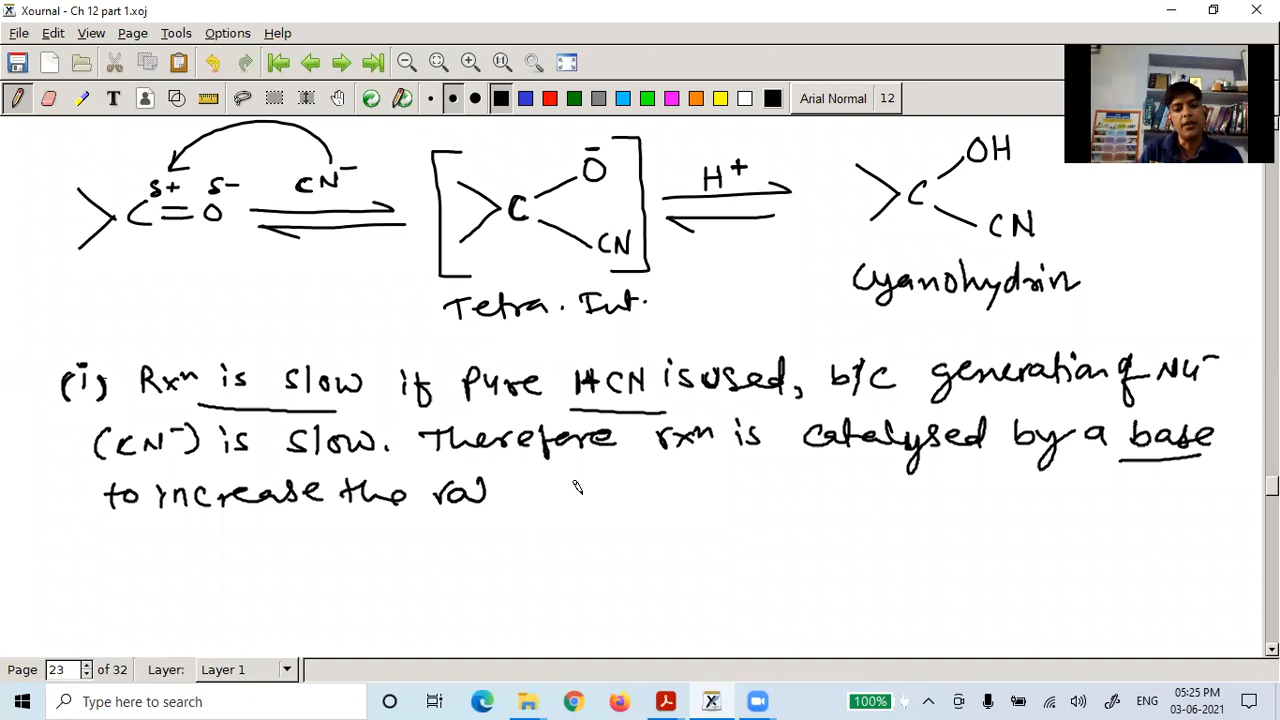 Xournal - Ch 12 part 1.xoj
File Edit View Page Tools Options Help
Arial Normal 12
δ+ δ- CN⁻
C=O
[ C O⁻ CN ]
H⁺
C OH CN
Tetra. Int.
Cyanohydrin
(i) Rxⁿ is slow if pure HCN is used, b/c generation of Nu⁻
(CN⁻) is slow. Therefore rxⁿ is catalysed by a base
to increase the ra
Page 23 of 32 Layer: Layer 1
Type here to search
100% ENG 05:25 PM
03-06-2021